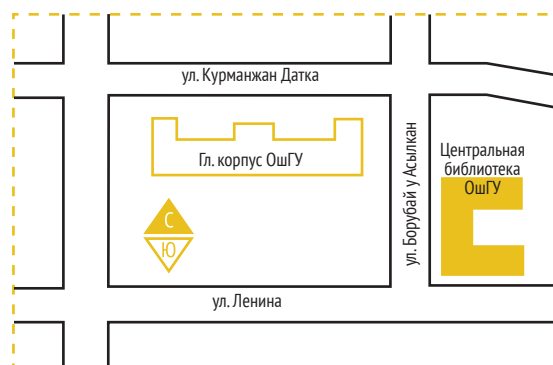 ул. Курманжан Датка
Гл. корпус ОшГУ
ул. Борубай у Асылкан
Центральная
библиотека
ОшГУ
С
Ю
ул. Ленина